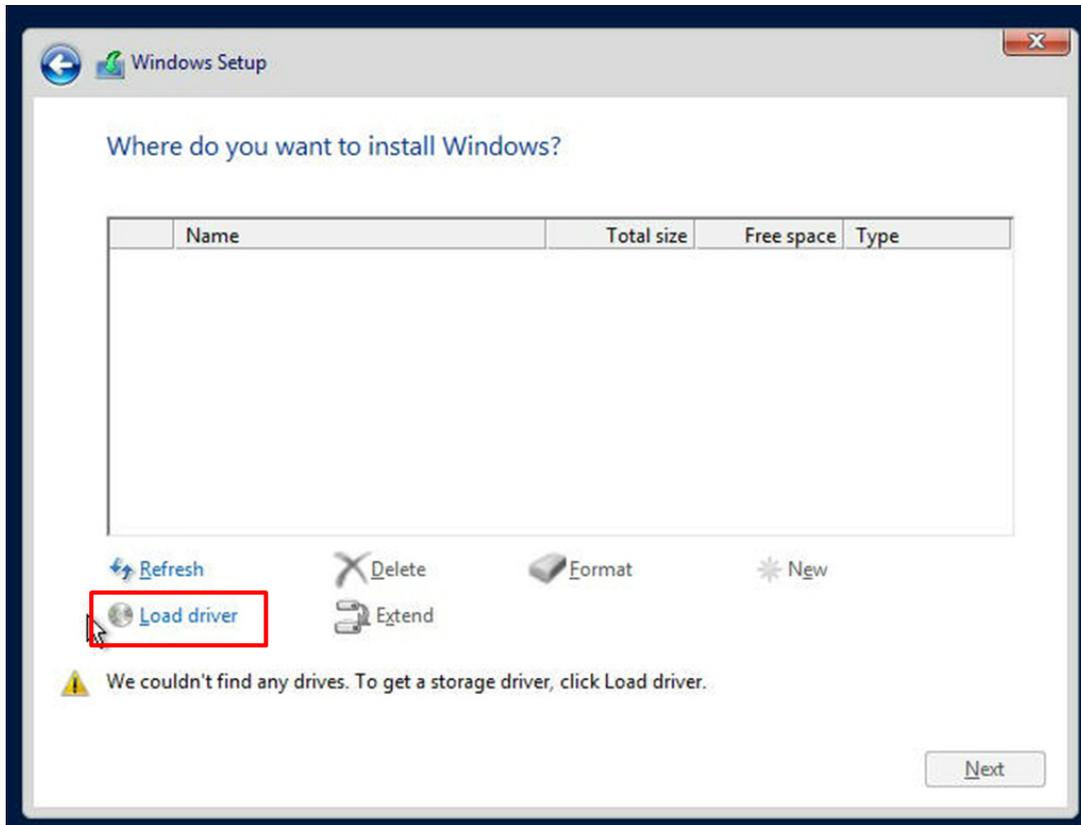 Windows Setup
Where do you want to install Windows?
Name Total size Free space Type
Refresh Delete Format New
Load driver Extend
We couldn't find any drives. To get a storage driver, click Load driver.
Next